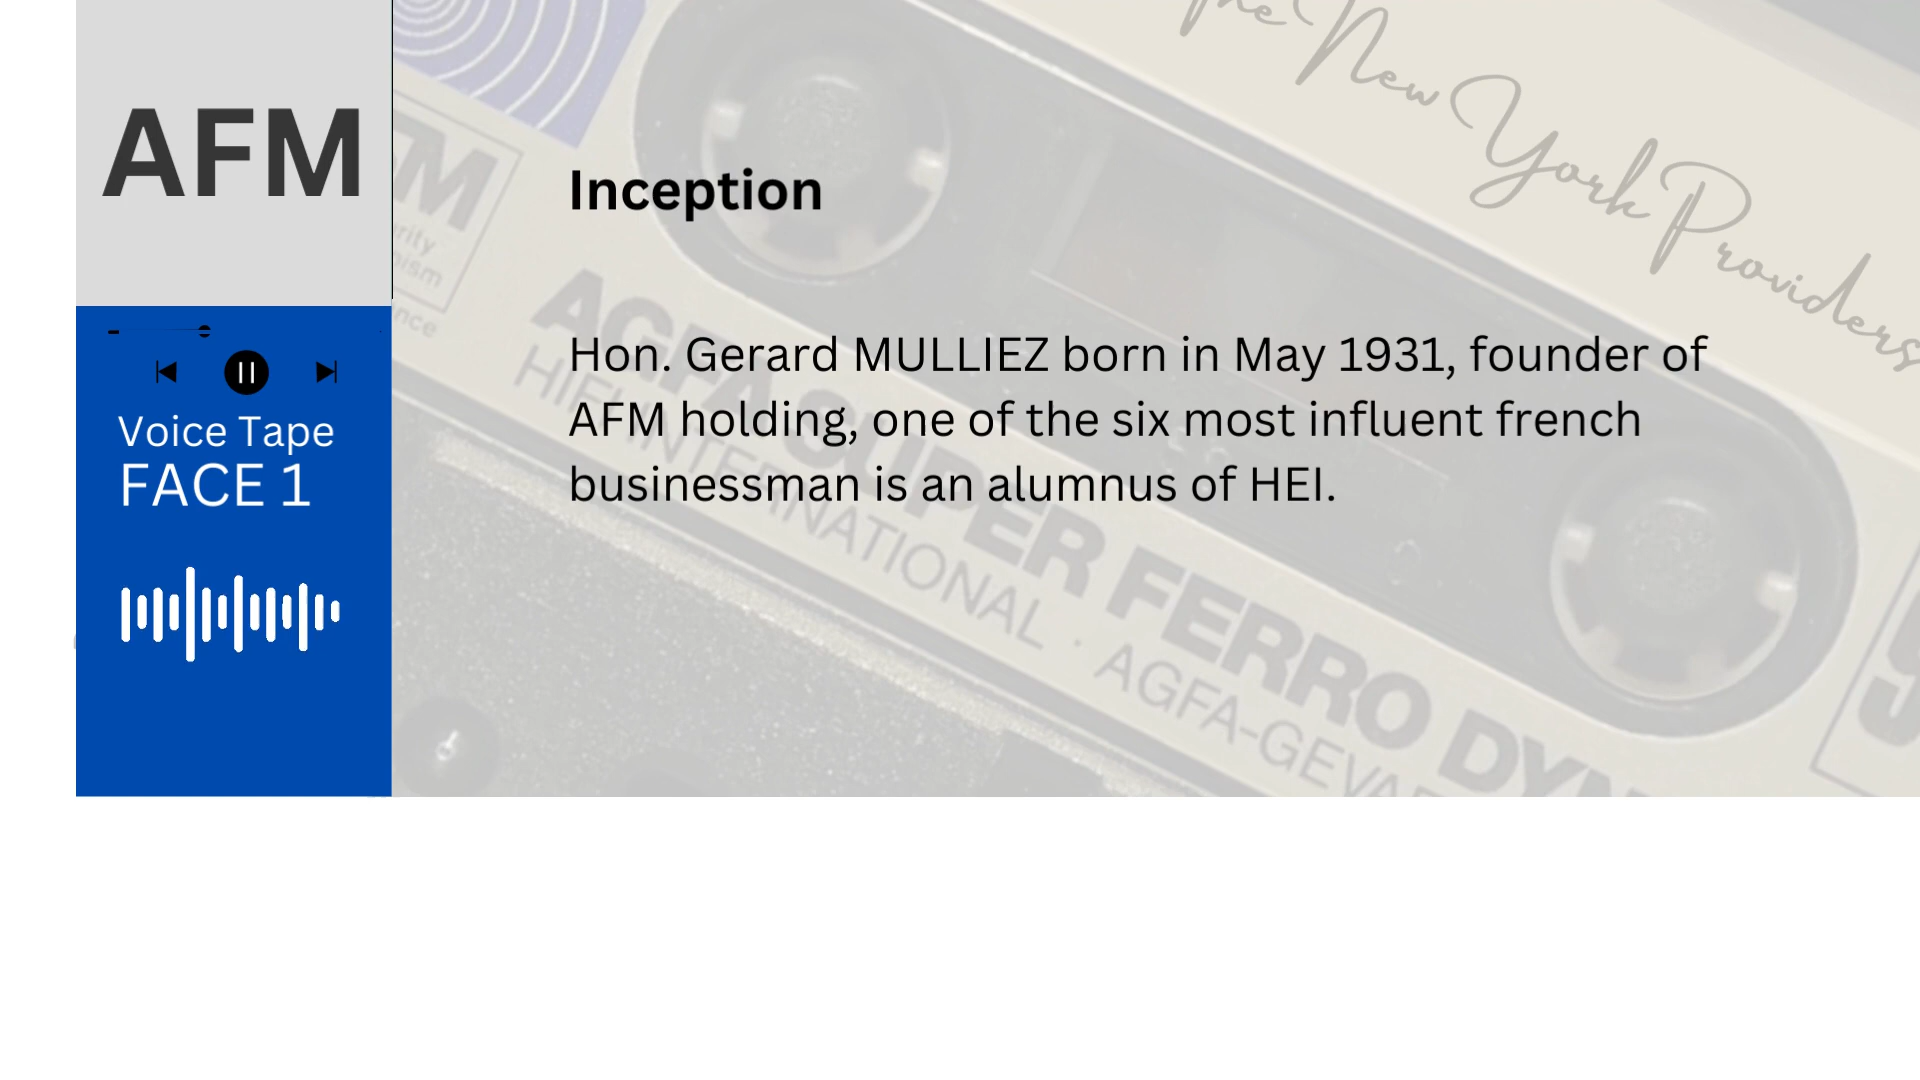 AFM
Voice Tape
FACE 1
Inception
Hon. Gerard MULLIEZ born in May 1931, founder of
AFM holding, one of the six most influent french
businessman is an alumnus of HEI.
The New York Providers
AGFA SUPER FERRO DYN
HIFI INTERNATIONAL · AGFA-GEVAE